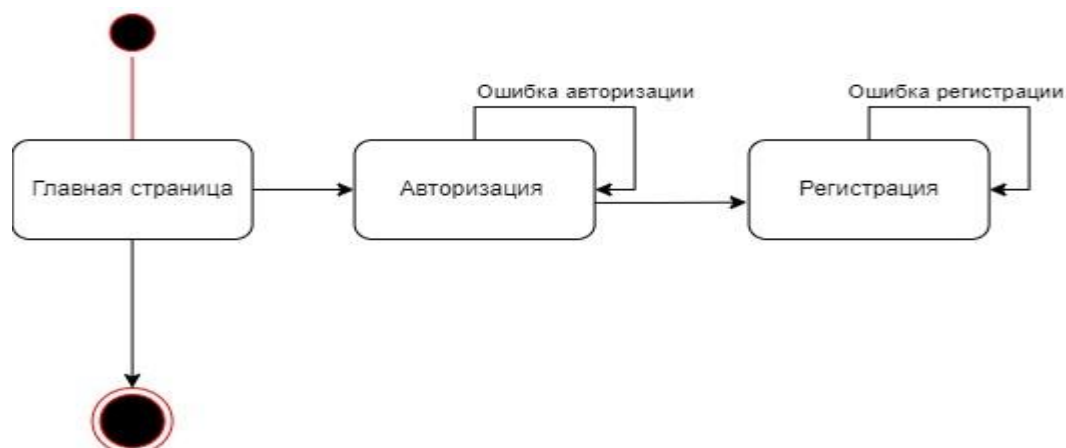 Ошибка авторизации
Ошибка регистрации
Главная страница
Авторизация
Регистрация